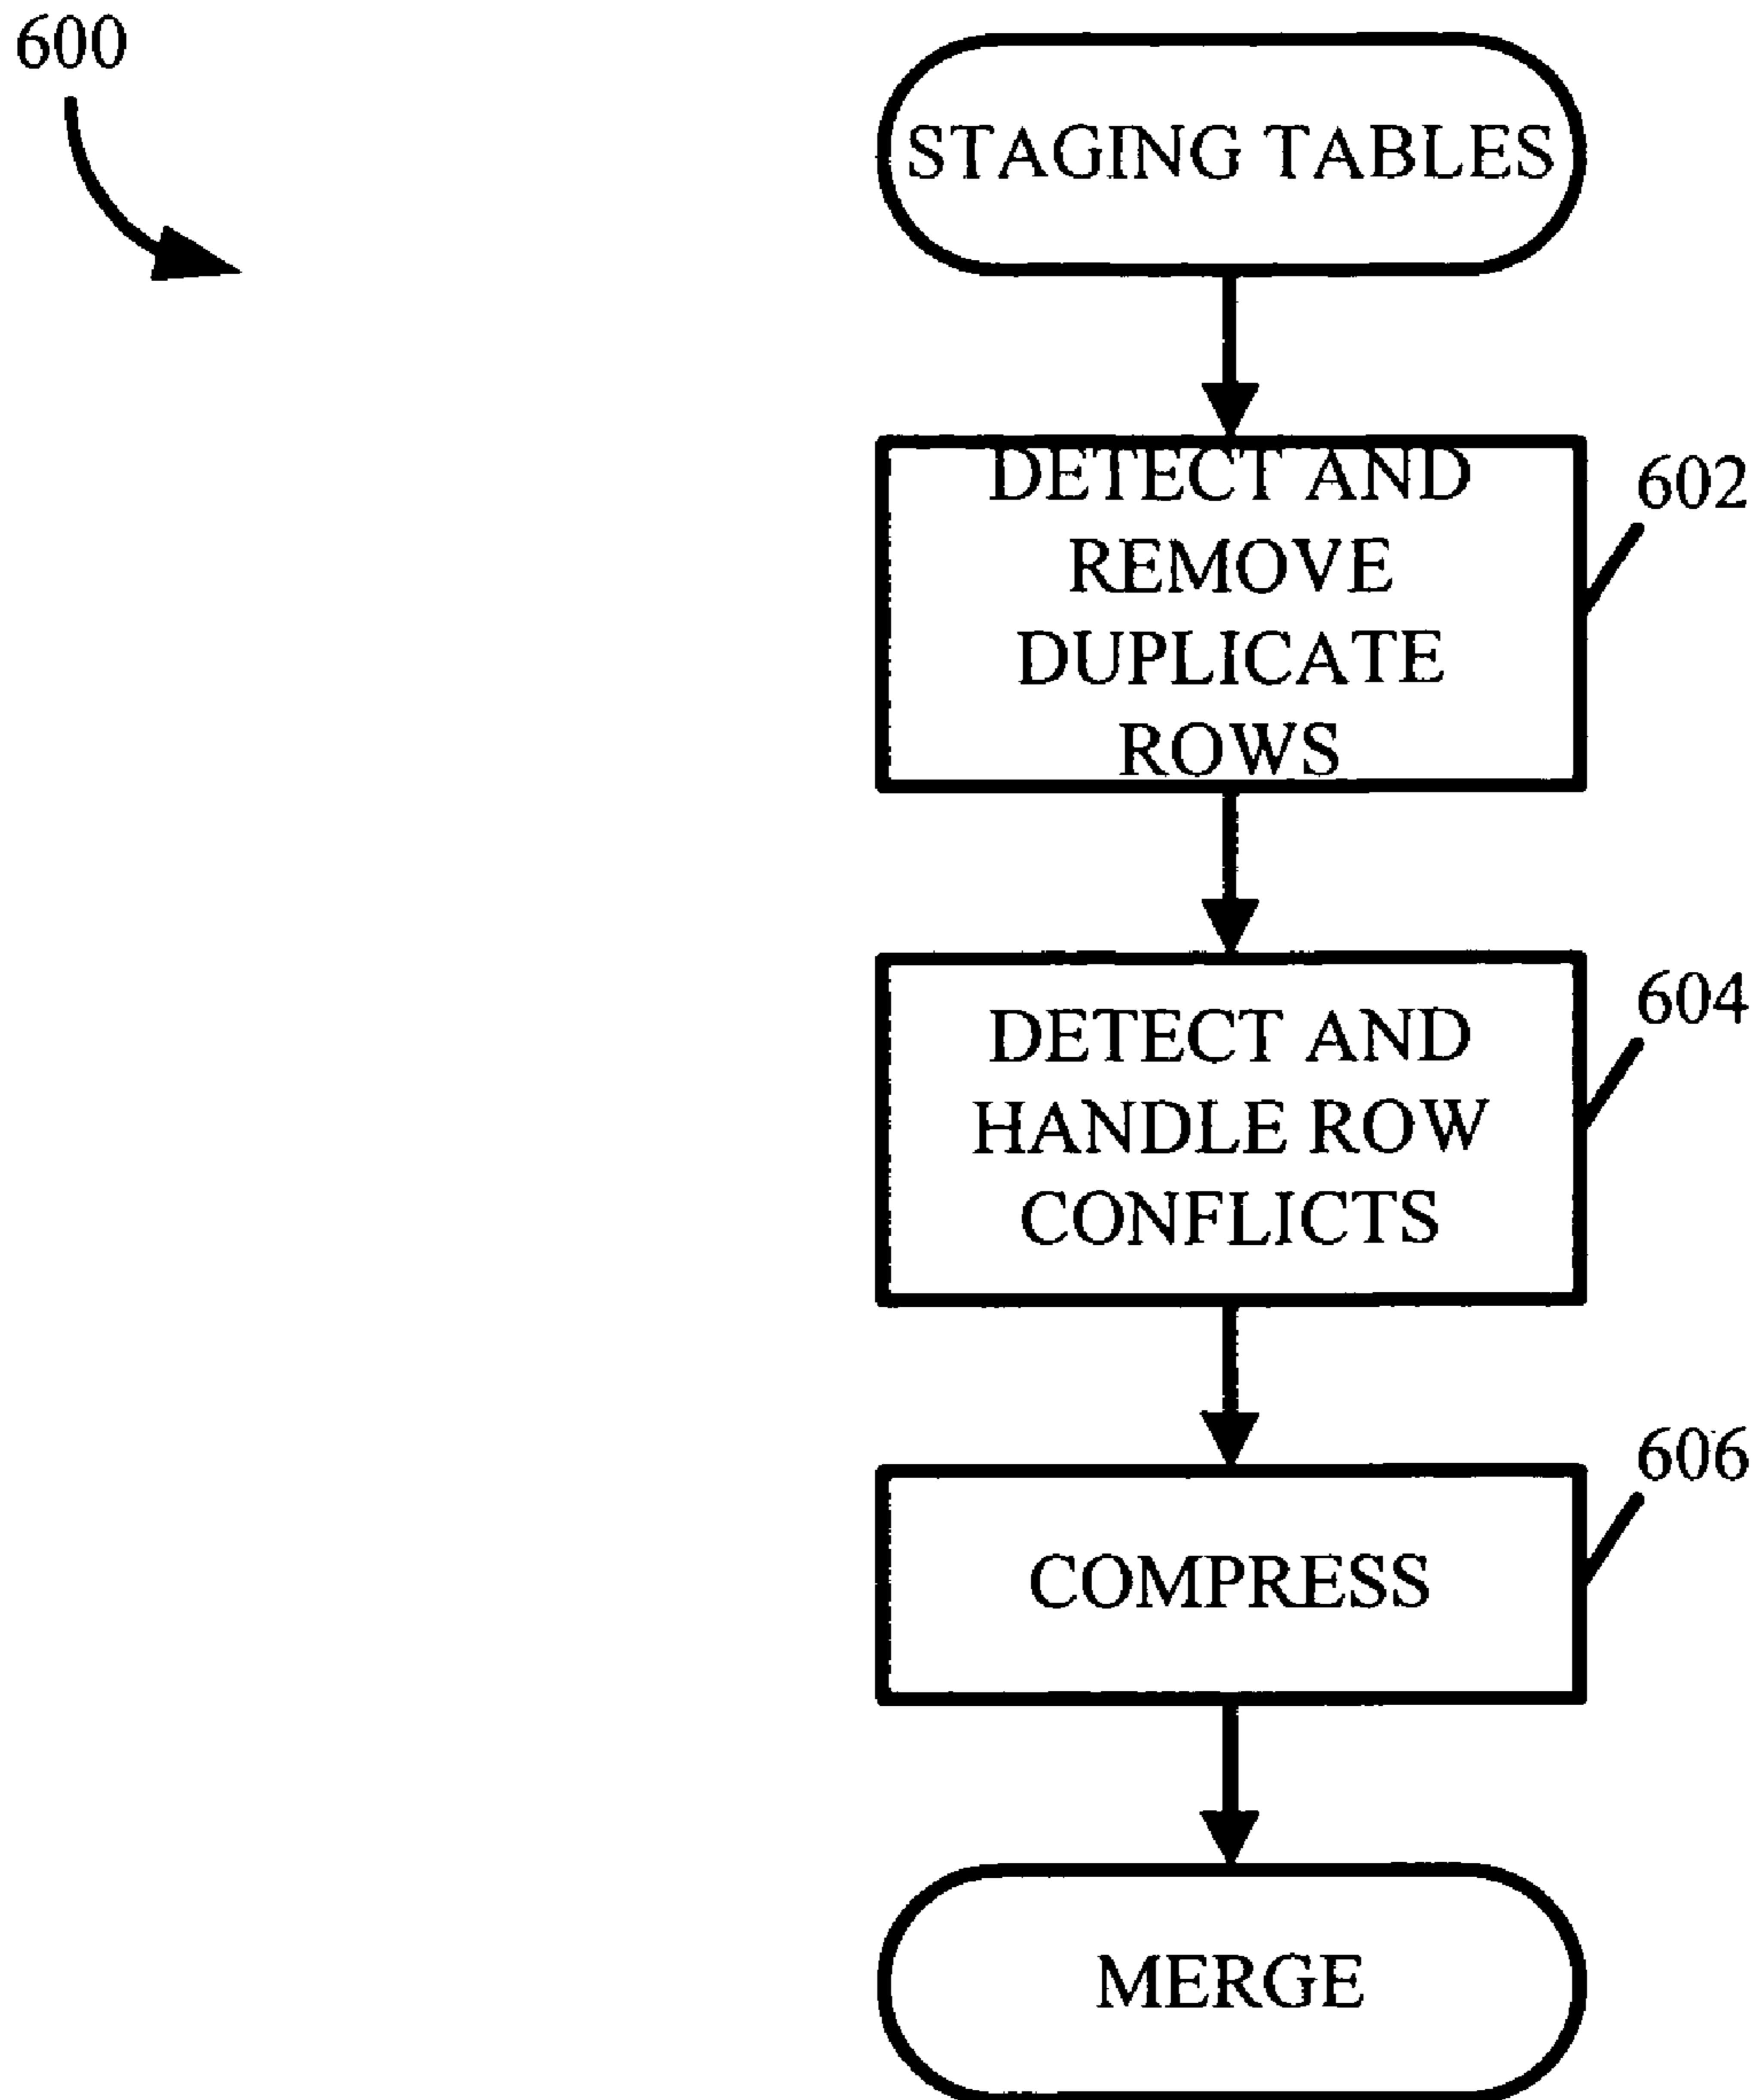 600
STAGING TABLES
DETECT AND
REMOVE
DUPLICATE
ROWS
602
DETECT AND
HANDLE ROW
CONFLICTS
604
COMPRESS
606
MERGE